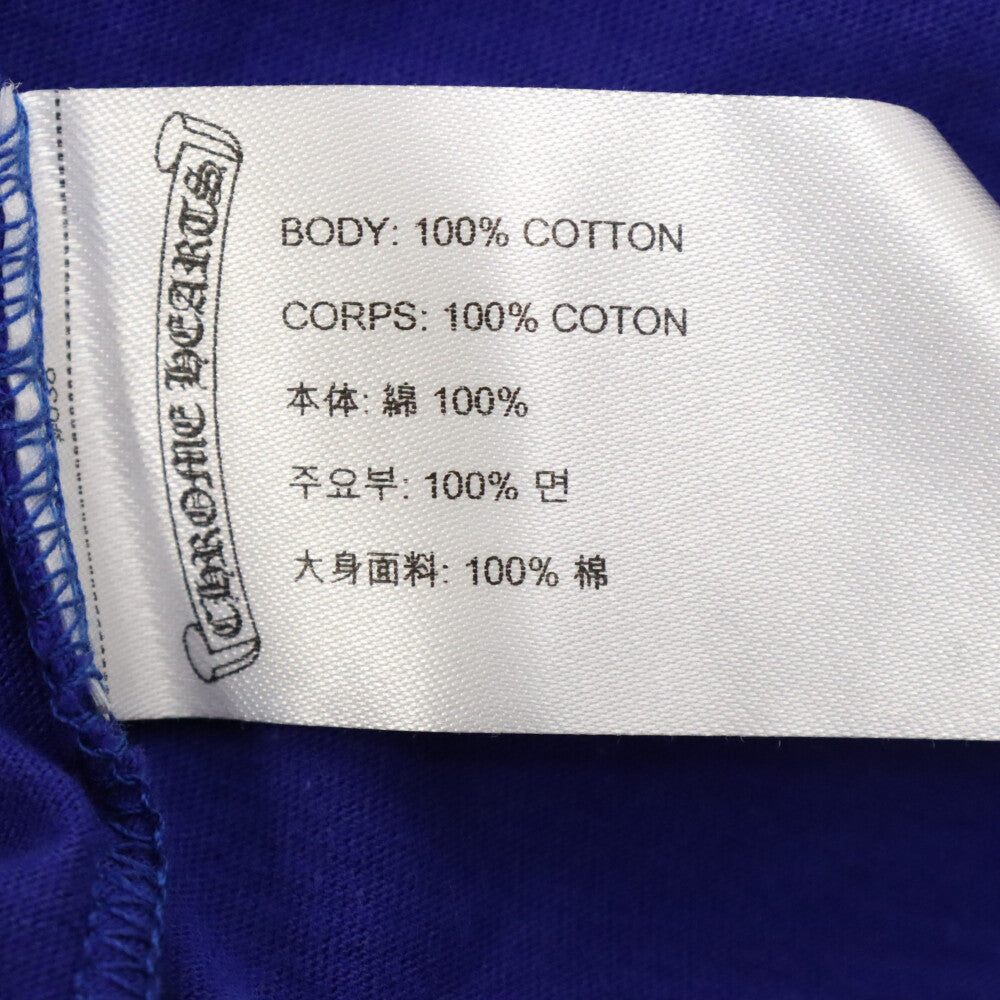 CHROME HEARTS
BODY: 100% COTTON
CORPS: 100% COTON
本体: 綿 100%
주요부: 100% 면
大身面料: 100% 棉